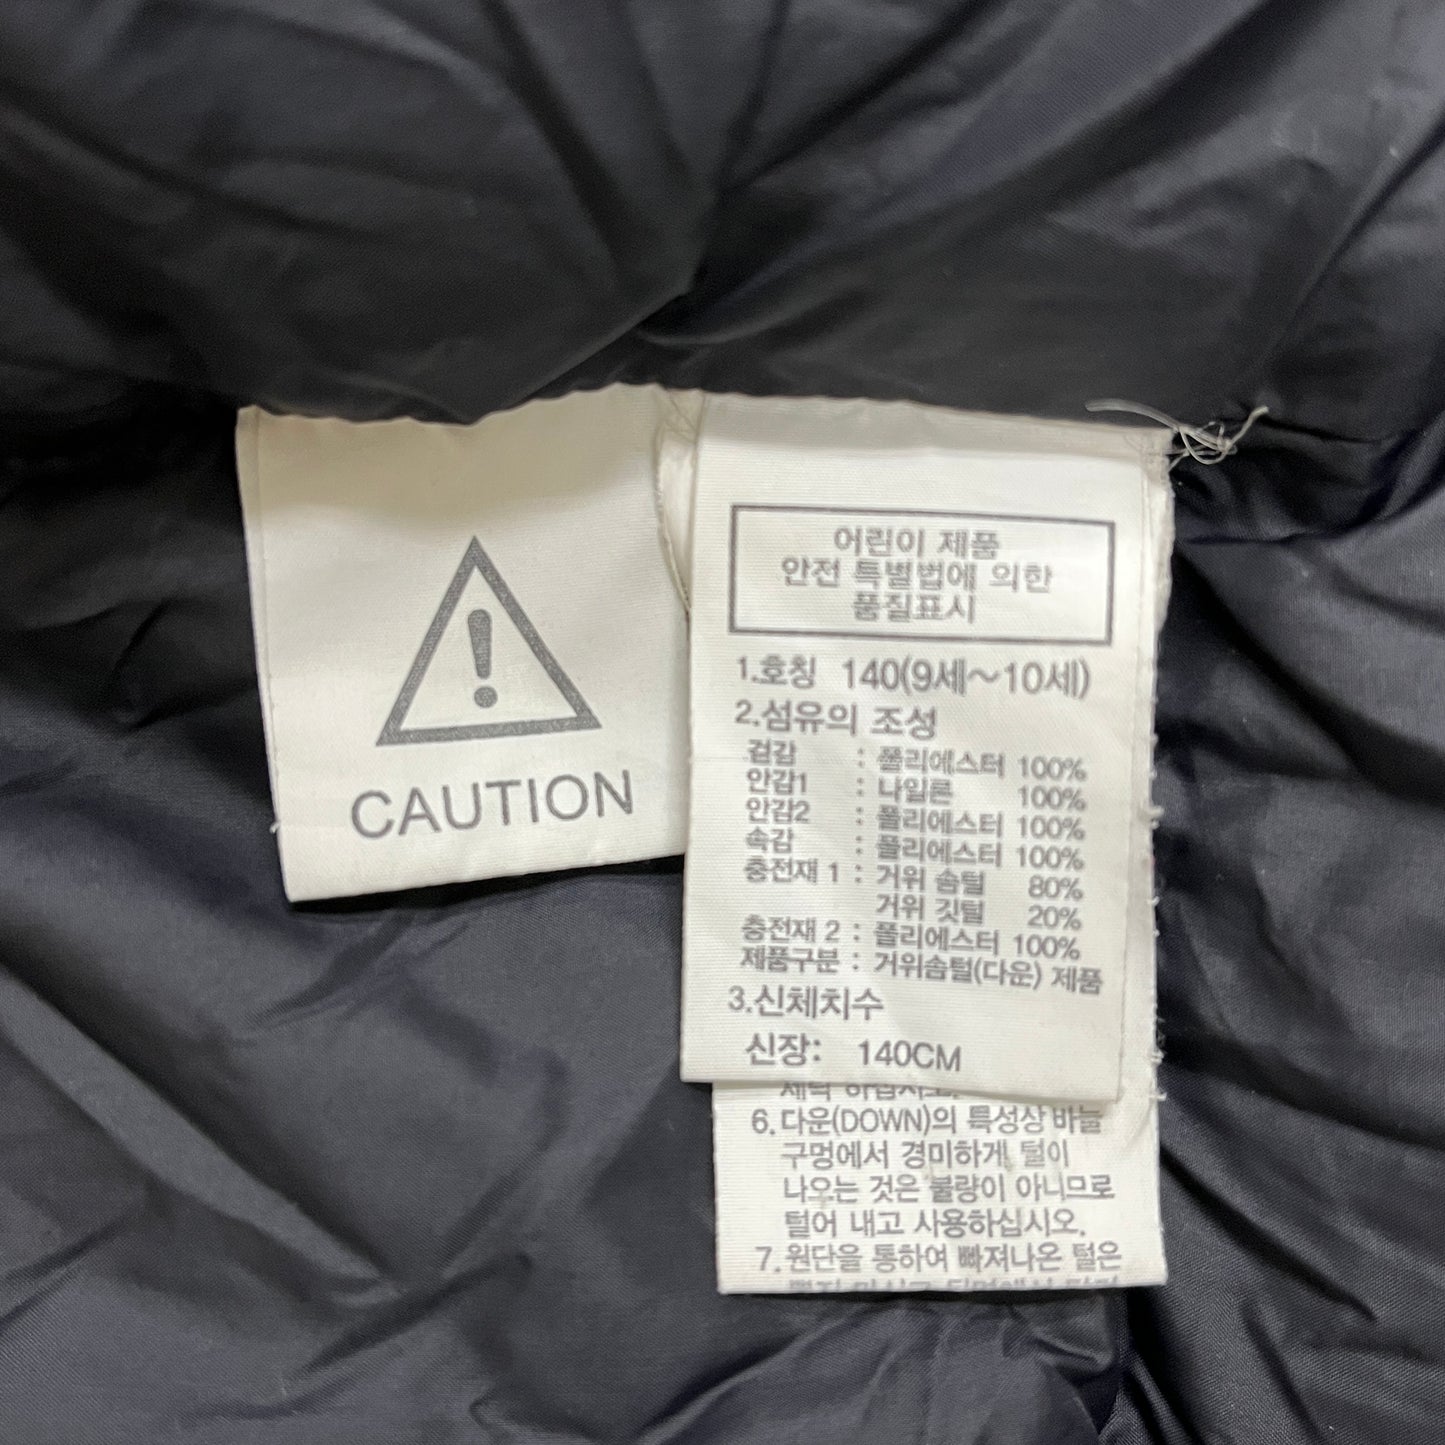 CAUTION
어린이 제품
안전 특별법에 의한
품질표시
1.호칭 140(9세~10세)
2.섬유의 조성
겉감 : 폴리에스터 100%
안감1 : 나일론 100%
안감2 : 폴리에스터 100%
속감 : 폴리에스터 100%
충전재 1 : 거위 솜털 80%
거위 깃털 20%
충전재 2 : 폴리에스터 100%
제품구분 : 거위솜털(다운) 제품
3.신체치수
신장: 140CM
하십시오.
6.다운(DOWN)의 특성상 바늘
구멍에서 경미하게 털이
나오는 것은 불량이 아니므로
털어 내고 사용하십시오.
7.원단을 통하여 빠져나온 털은